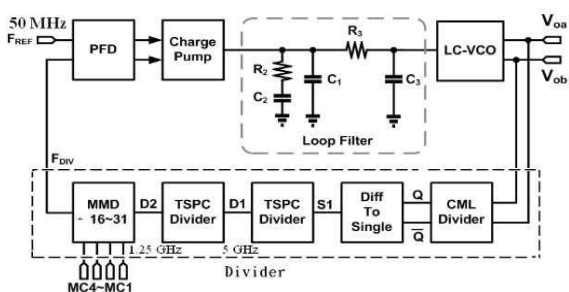 50 MHz
F_REF
PFD
Charge
Pump
R2
C2
C1
R3
C3
Loop Filter
LC-VCO
Voa
Vob
FDIV
MMD
÷ 16~31
D2
TSPC
Divider
D1
TSPC
Divider
S1
Diff
To
Single
Q
Q̅
CML
Divider
1.25 GHz
5 GHz
Divider
MC4~MC1